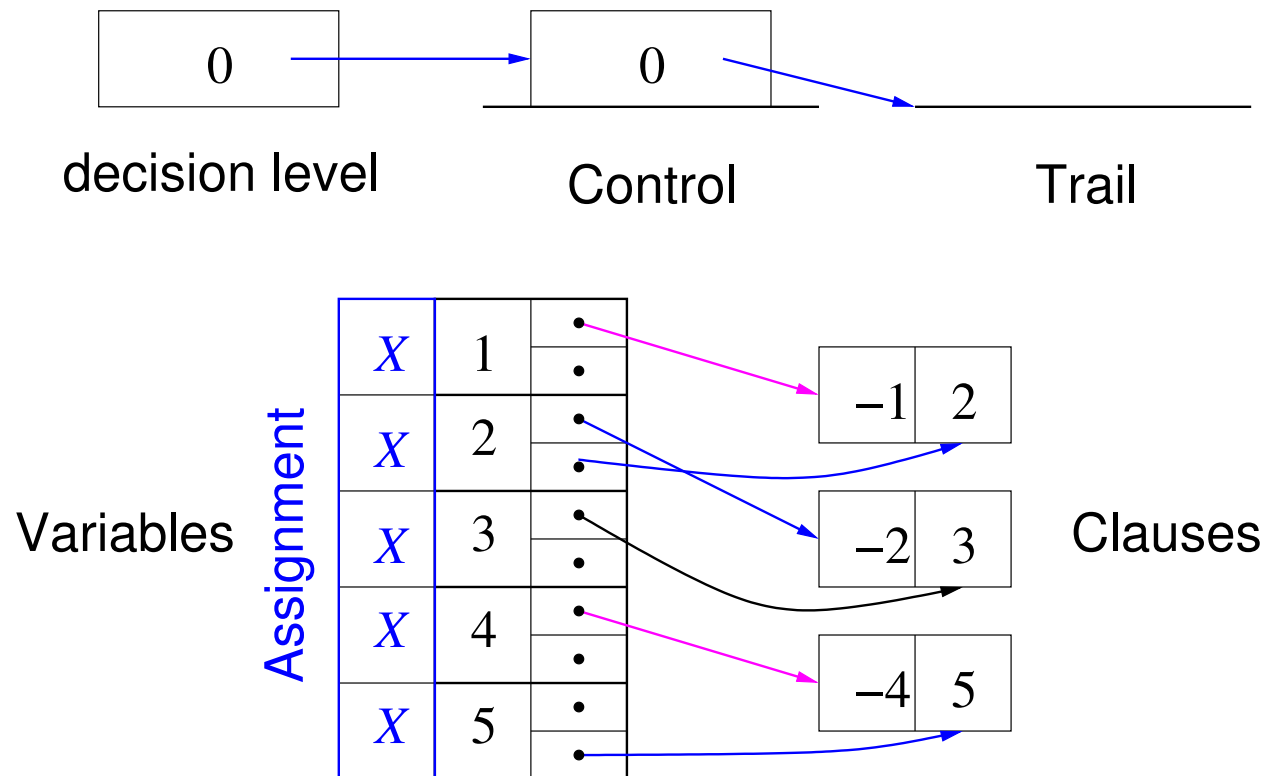 0 0
decision level Control Trail
Assignment
X 1
X 2
X 3
X 4
X 5
Variables
−1 2
−2 3
−4 5
Clauses